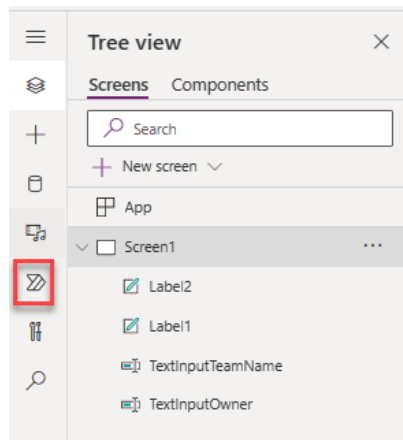 Tree view
Screens Components
Search
New screen
App
Screen1
Label2
Label1
TextInputTeamName
TextInputOwner